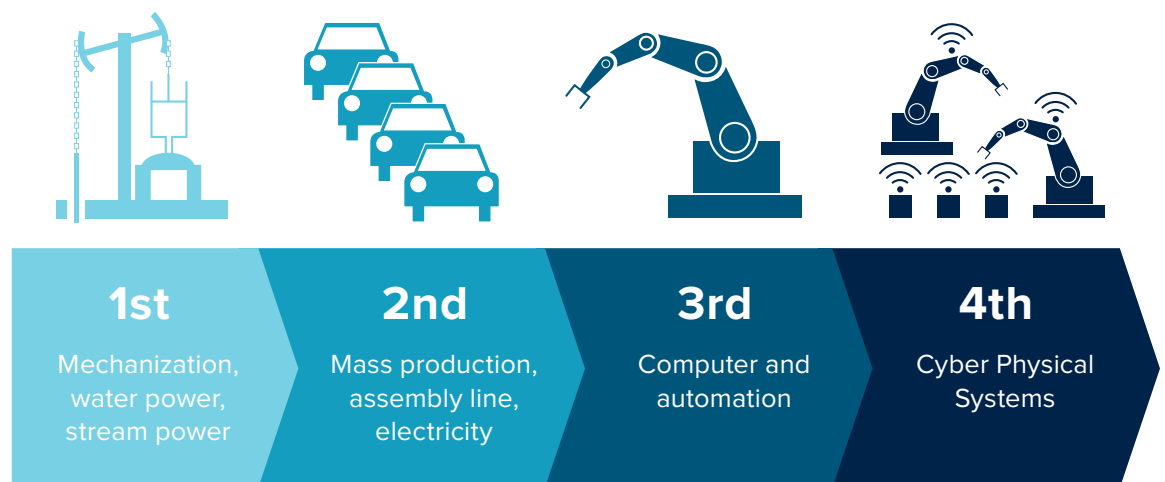 1st
Mechanization,
water power,
stream power
2nd
Mass production,
assembly line,
electricity
3rd
Computer and
automation
4th
Cyber Physical
Systems